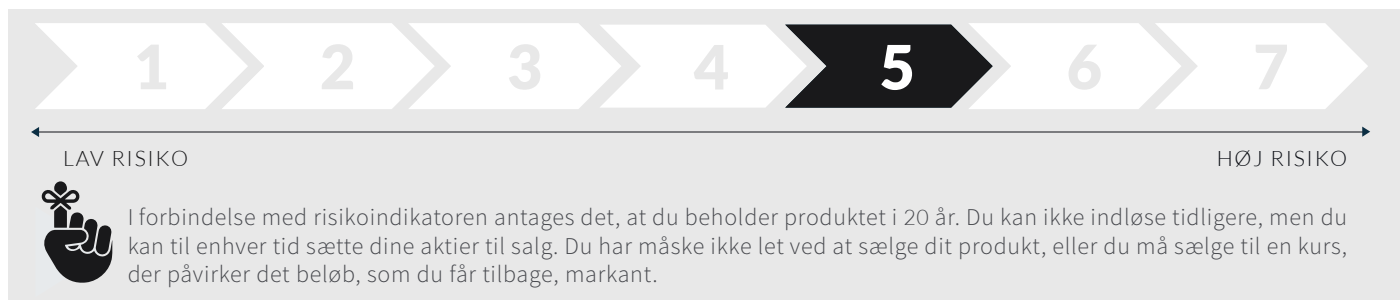 1 2 3 4 5 6 7
LAV RISIKO HØJ RISIKO
I forbindelse med risikoindikatoren antages det, at du beholder produktet i 20 år. Du kan ikke indløse tidligere, men du
kan til enhver tid sætte dine aktier til salg. Du har måske ikke let ved at sælge dit produkt, eller du må sælge til en kurs,
der påvirker det beløb, som du får tilbage, markant.